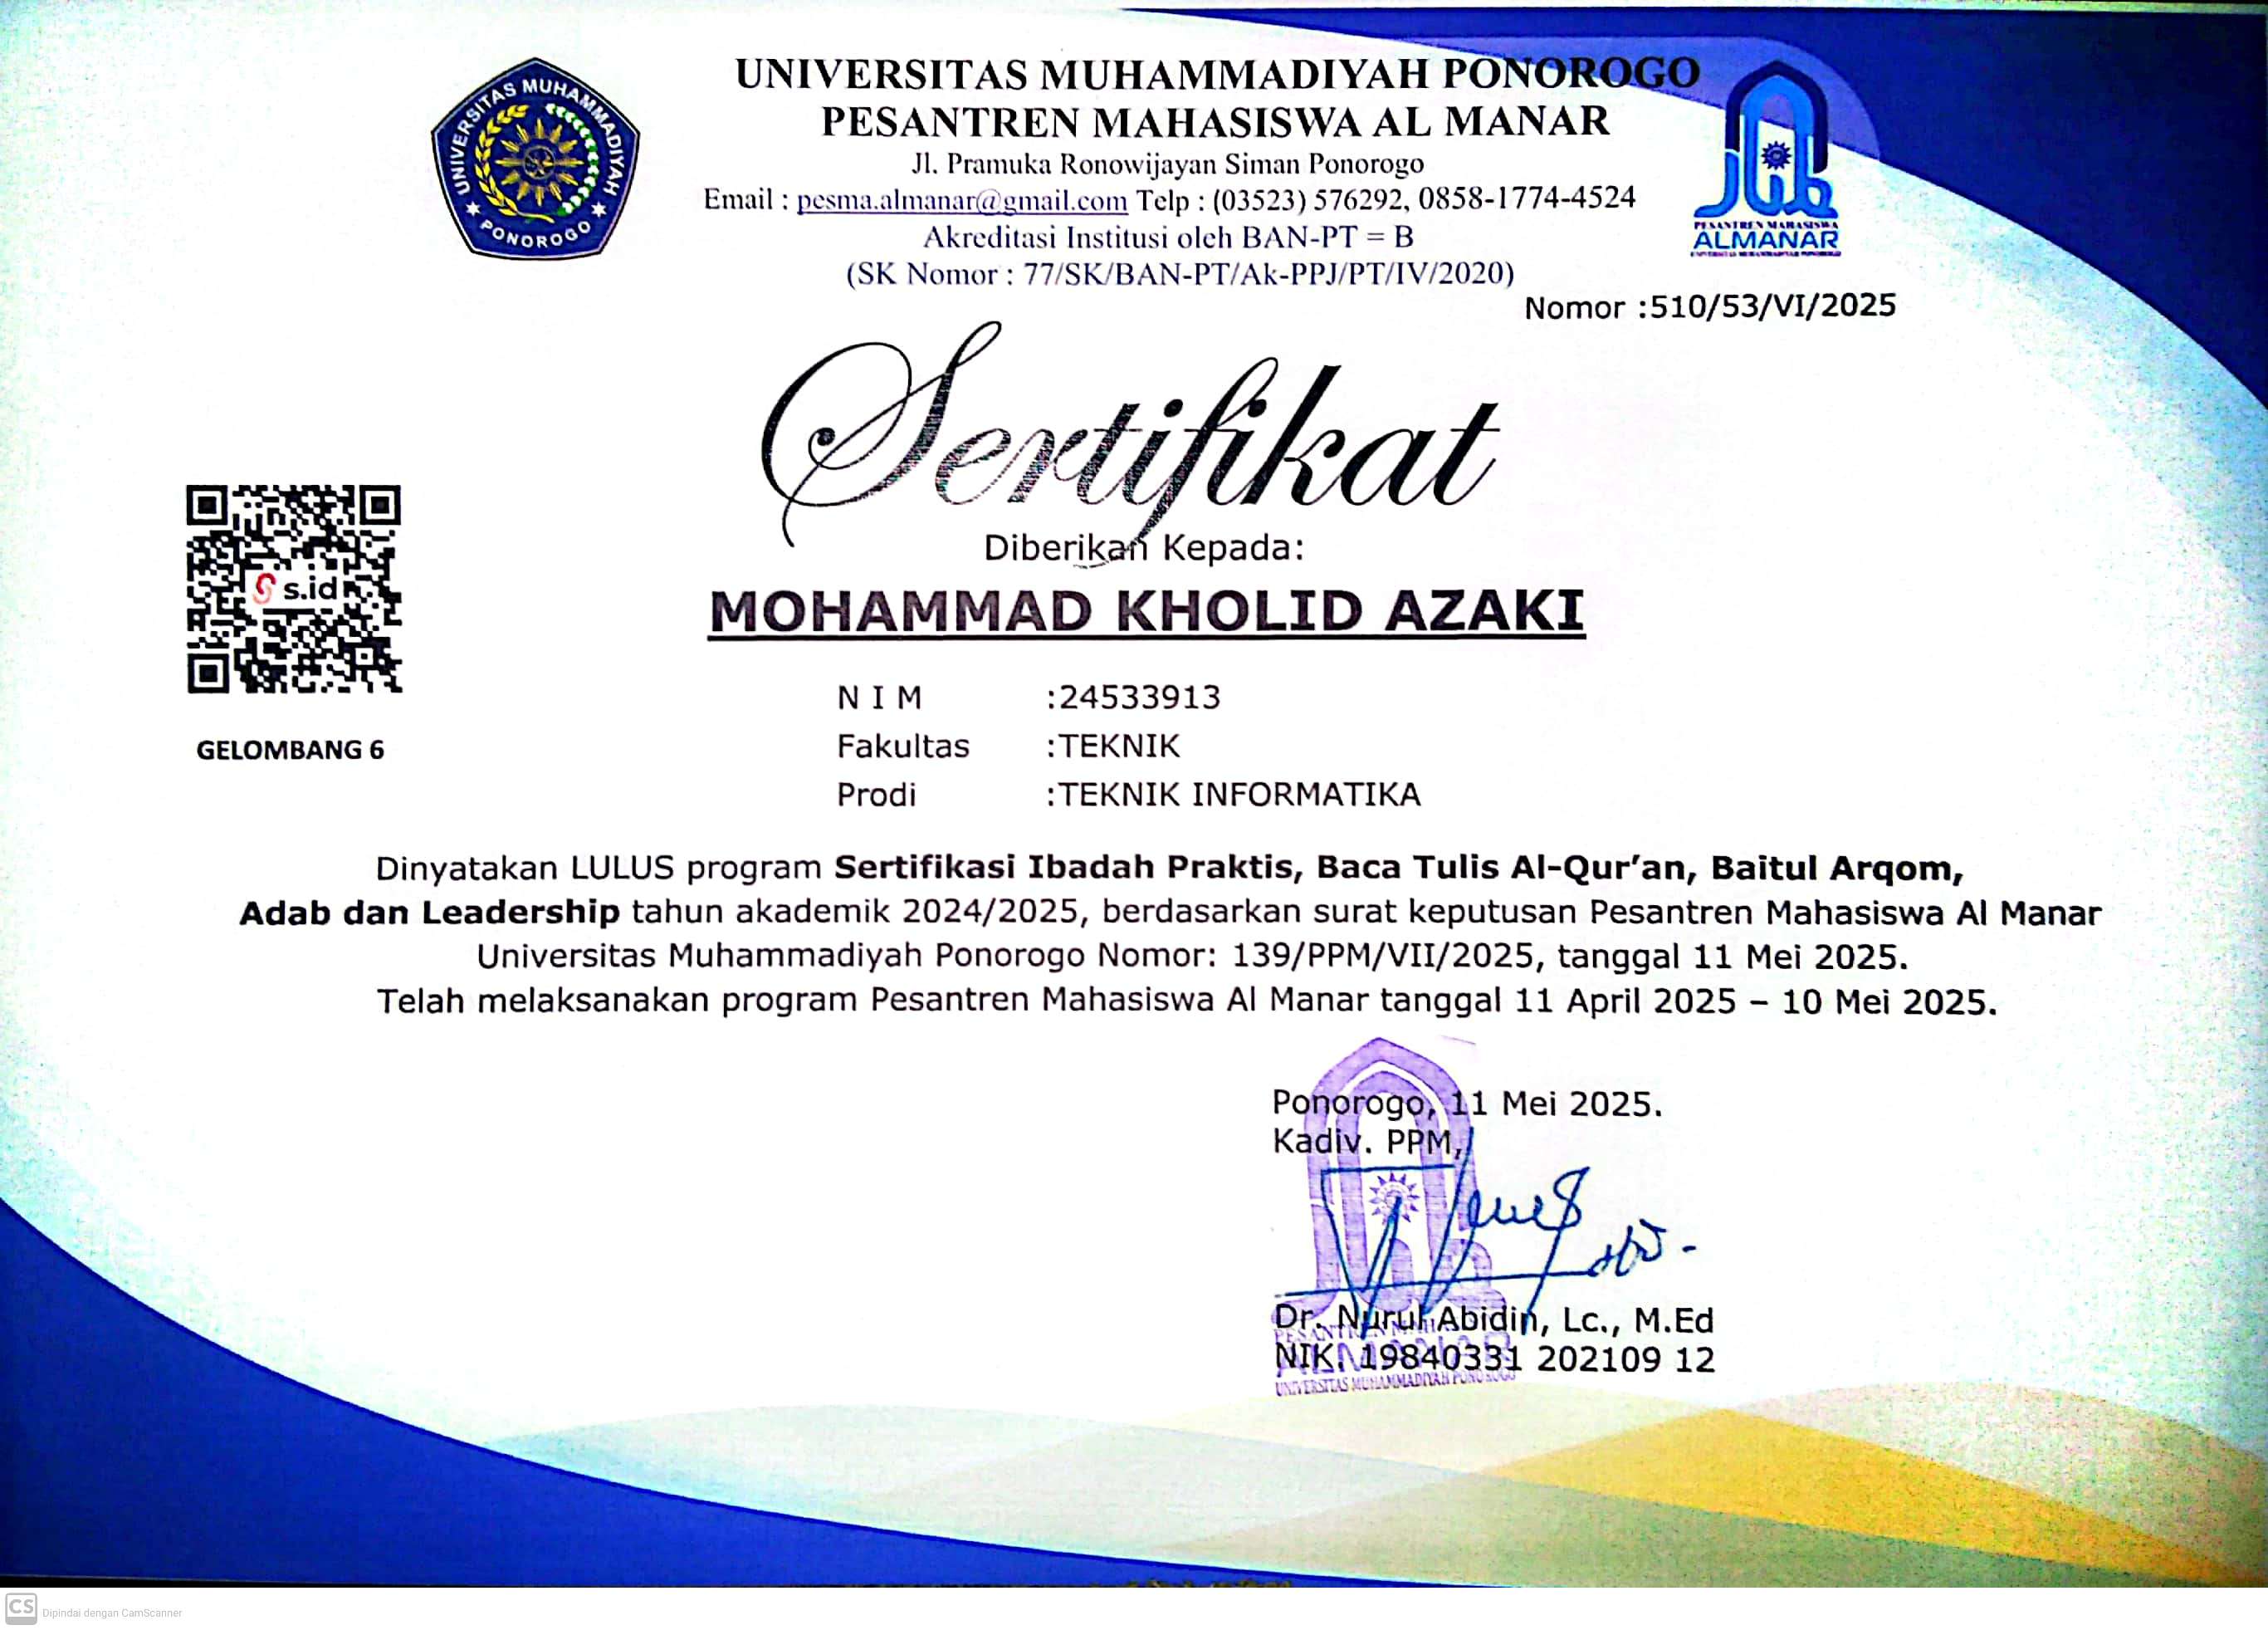 UNIVERSITAS MUHAMMADIYAH PONOROGO
UNIVERSITAS MUHAMMADIYAH PONOROGO
PESANTREN MAHASISWA AL MANAR
Jl. Pramuka Ronowijayan Siman Ponorogo
Email : pesma.almanar@gmail.com Telp : (03523) 576292, 0858-1774-4524
Akreditasi Institusi oleh BAN-PT = B
(SK Nomor : 77/SK/BAN-PT/Ak-PPJ/PT/IV/2020)
PESANTREN MAHASISWA
ALMANAR
UNIVERSITAS MUHAMMADIYAH PONOROGO
Nomor :510/53/VI/2025
Sertifikat
Diberikan Kepada:
MOHAMMAD KHOLID AZAKI
s.id
GELOMBANG 6
N I M :24533913
Fakultas :TEKNIK
Prodi :TEKNIK INFORMATIKA
Dinyatakan LULUS program Sertifikasi Ibadah Praktis, Baca Tulis Al-Qur’an, Baitul Arqom,
Adab dan Leadership tahun akademik 2024/2025, berdasarkan surat keputusan Pesantren Mahasiswa Al Manar
Universitas Muhammadiyah Ponorogo Nomor: 139/PPM/VII/2025, tanggal 11 Mei 2025.
Telah melaksanakan program Pesantren Mahasiswa Al Manar tanggal 11 April 2025 – 10 Mei 2025.
Ponorogo, 11 Mei 2025.
Kadiv. PPM,
Dr. Nurul Abidin, Lc., M.Ed
NIK. 19840331 202109 12
UNIVERSITAS MUHAMMADIYAH PONOROGO
CS Dipindai dengan CamScanner